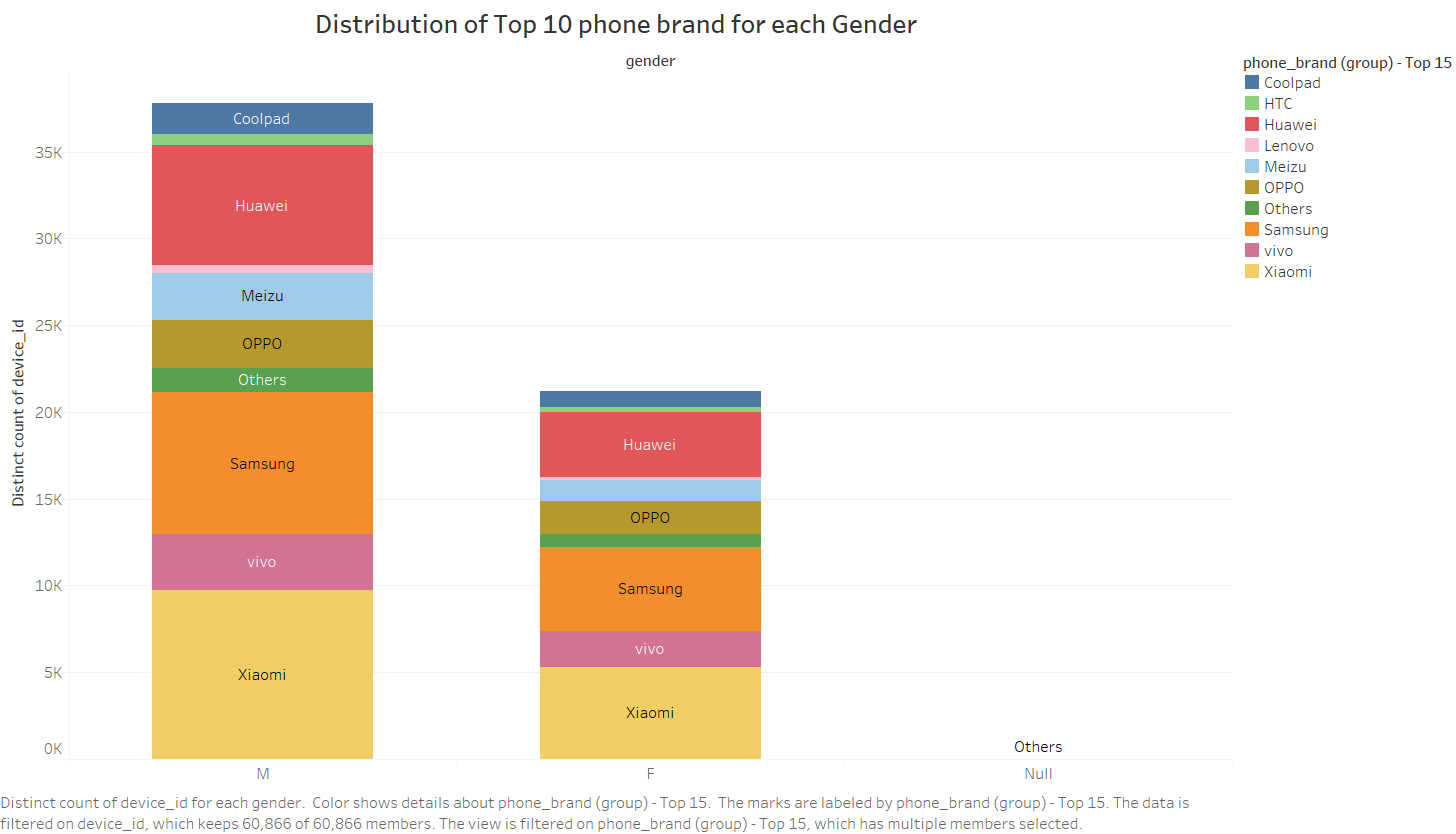 Distribution of Top 10 phone brand for each Gender
gender
phone_brand (group) - Top 15
Coolpad
HTC
Huawei
Lenovo
Meizu
OPPO
Others
Samsung
vivo
Xiaomi
Distinct count of device_id
35K
30K
25K
20K
15K
10K
5K
0K
Coolpad
Huawei
Meizu
OPPO
Others
Samsung
vivo
Xiaomi
Huawei
OPPO
Samsung
vivo
Xiaomi
Others
M
F
Null
Distinct count of device_id for each gender. Color shows details about phone_brand (group) - Top 15. The marks are labeled by phone_brand (group) - Top 15. The data is
filtered on device_id, which keeps 60,866 of 60,866 members. The view is filtered on phone_brand (group) - Top 15, which has multiple members selected.